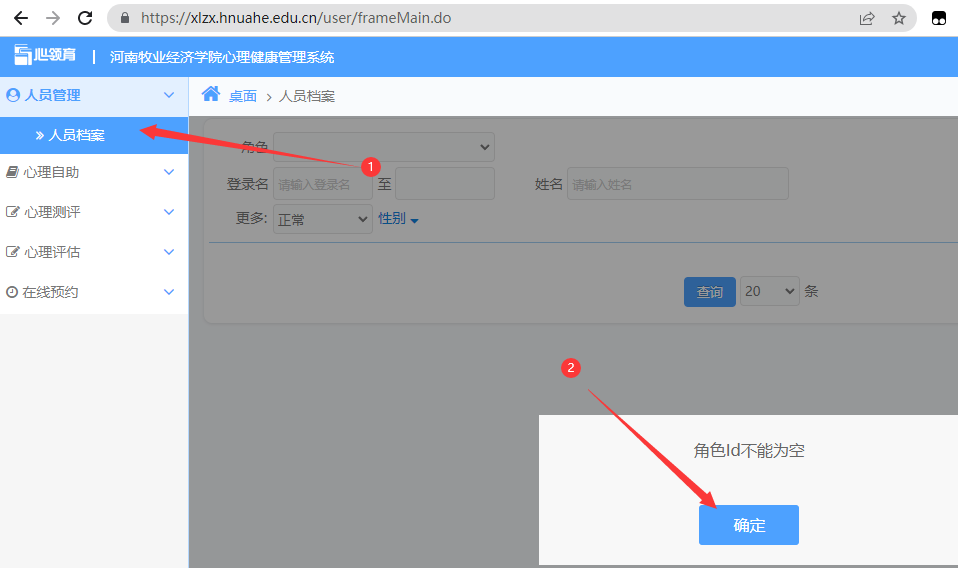 https://xlzx.hnuahe.edu.cn/user/frameMain.do
心领育 | 河南牧业经济学院心理健康管理系统
人员管理
人员档案
心理自助
心理测评
心理评估
在线预约
桌面 > 人员档案
角色
登录名 请输入登录名 至 姓名 请输入姓名
更多: 正常 性别
查询 20 条
1
2
角色Id不能为空
确定